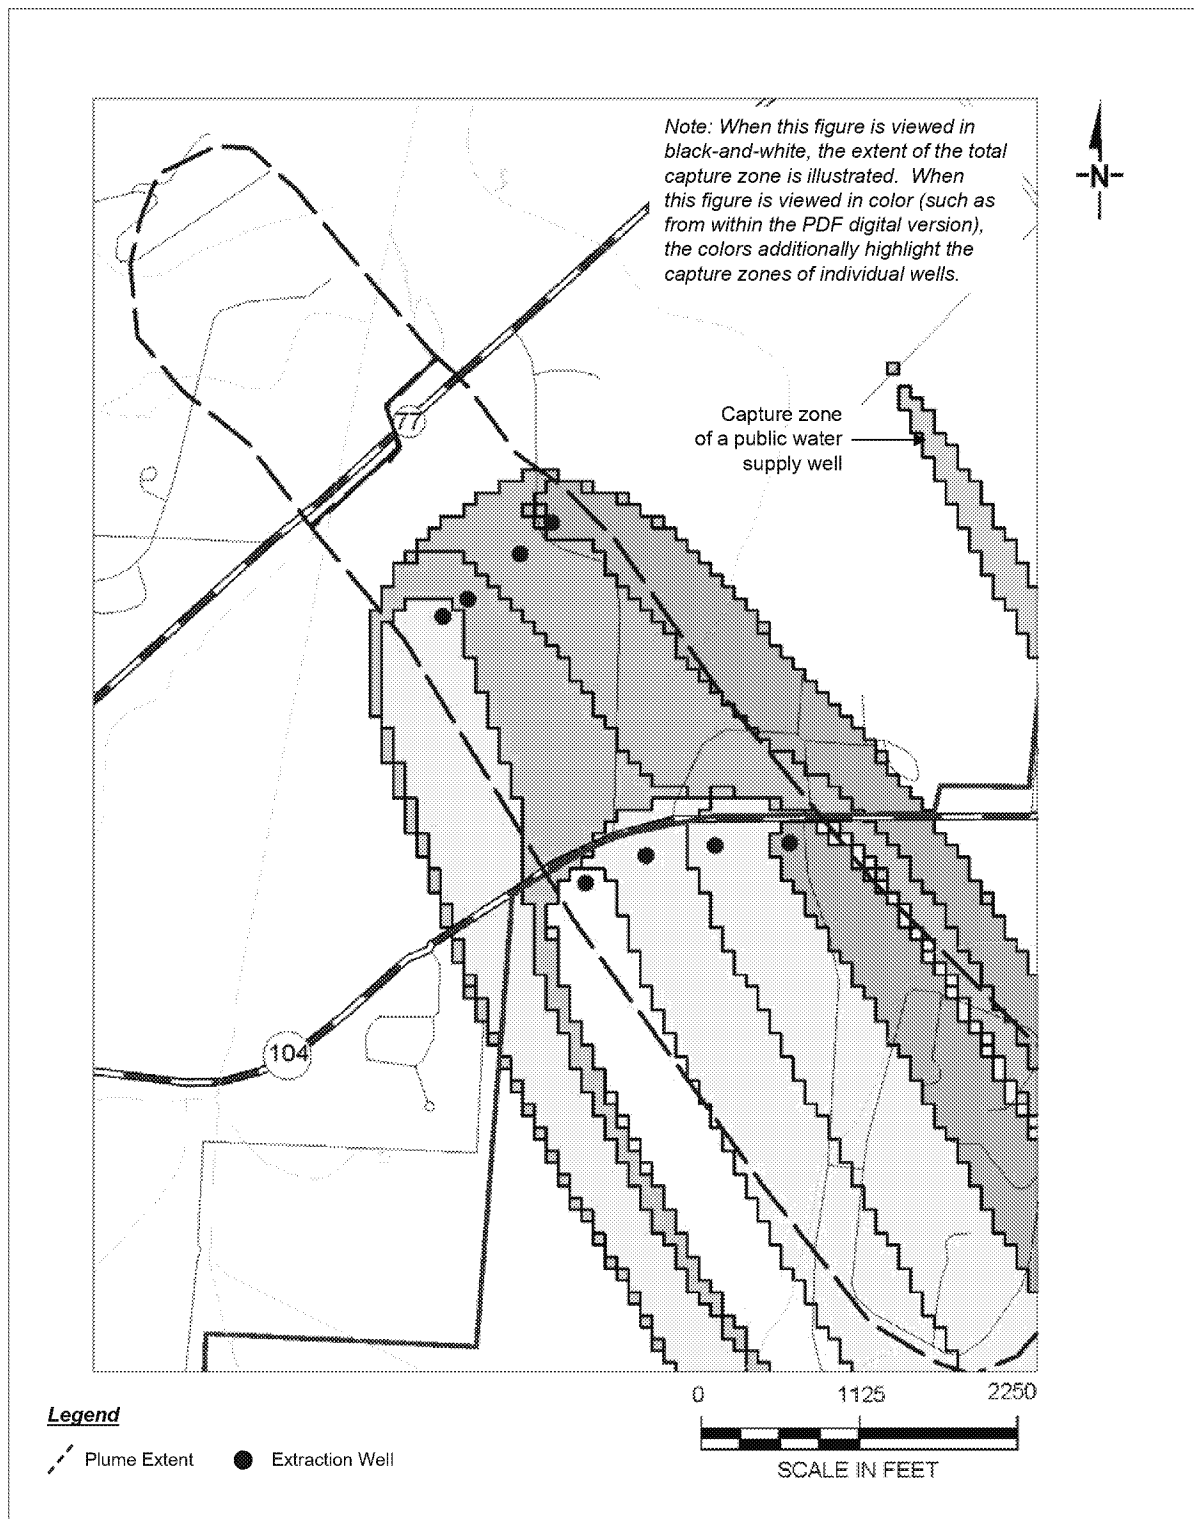 Note: When this figure is viewed in
black-and-white, the extent of the total
capture zone is illustrated. When
this figure is viewed in color (such as
from within the PDF digital version),
the colors additionally highlight the
capture zones of individual wells.
N
77
Capture zone
of a public water
supply well
104
0 1125 2250
SCALE IN FEET
Legend
Plume Extent
Extraction Well